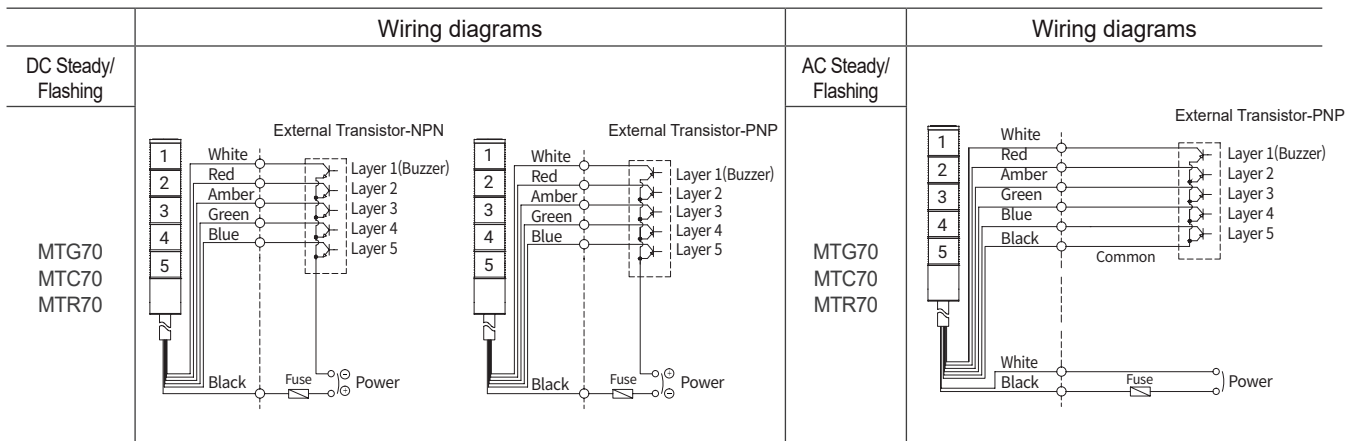 Wiring diagrams
Wiring diagrams
DC Steady/
Flashing
AC Steady/
Flashing
MTG70
MTC70
MTR70
External Transistor-NPN
1
2
3
4
5
White
Red
Amber
Green
Blue
Layer 1(Buzzer)
Layer 2
Layer 3
Layer 4
Layer 5
Black
Fuse
⊖
⊕
Power
External Transistor-PNP
1
2
3
4
5
White
Red
Amber
Green
Blue
Layer 1(Buzzer)
Layer 2
Layer 3
Layer 4
Layer 5
Black
Fuse
⊕
⊖
Power
MTG70
MTC70
MTR70
External Transistor-PNP
1
2
3
4
5
White
Red
Amber
Green
Blue
Black
Common
Layer 1(Buzzer)
Layer 2
Layer 3
Layer 4
Layer 5
White
Black
Fuse
Power